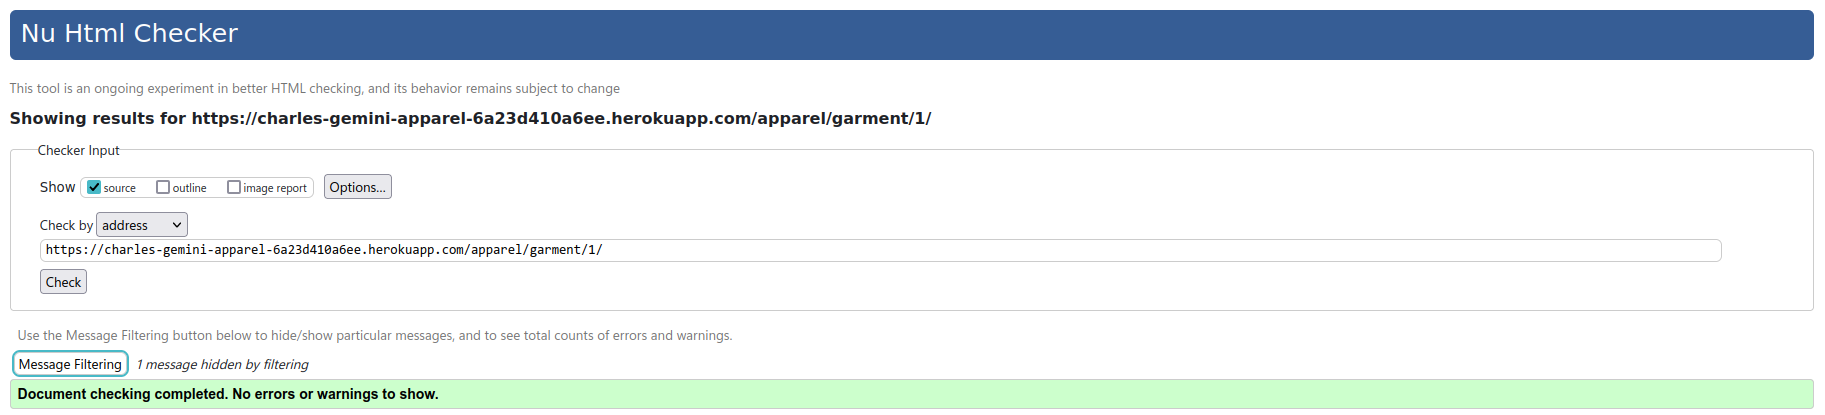 Nu Html Checker
This tool is an ongoing experiment in better HTML checking, and its behavior remains subject to change
Showing results for https://charles-gemini-apparel-6a23d410a6ee.herokuapp.com/apparel/garment/1/
Checker Input
Show source outline image report Options...
Check by address
https://charles-gemini-apparel-6a23d410a6ee.herokuapp.com/apparel/garment/1/
Check
Use the Message Filtering button below to hide/show particular messages, and to see total counts of errors and warnings.
Message Filtering 1 message hidden by filtering
Document checking completed. No errors or warnings to show.